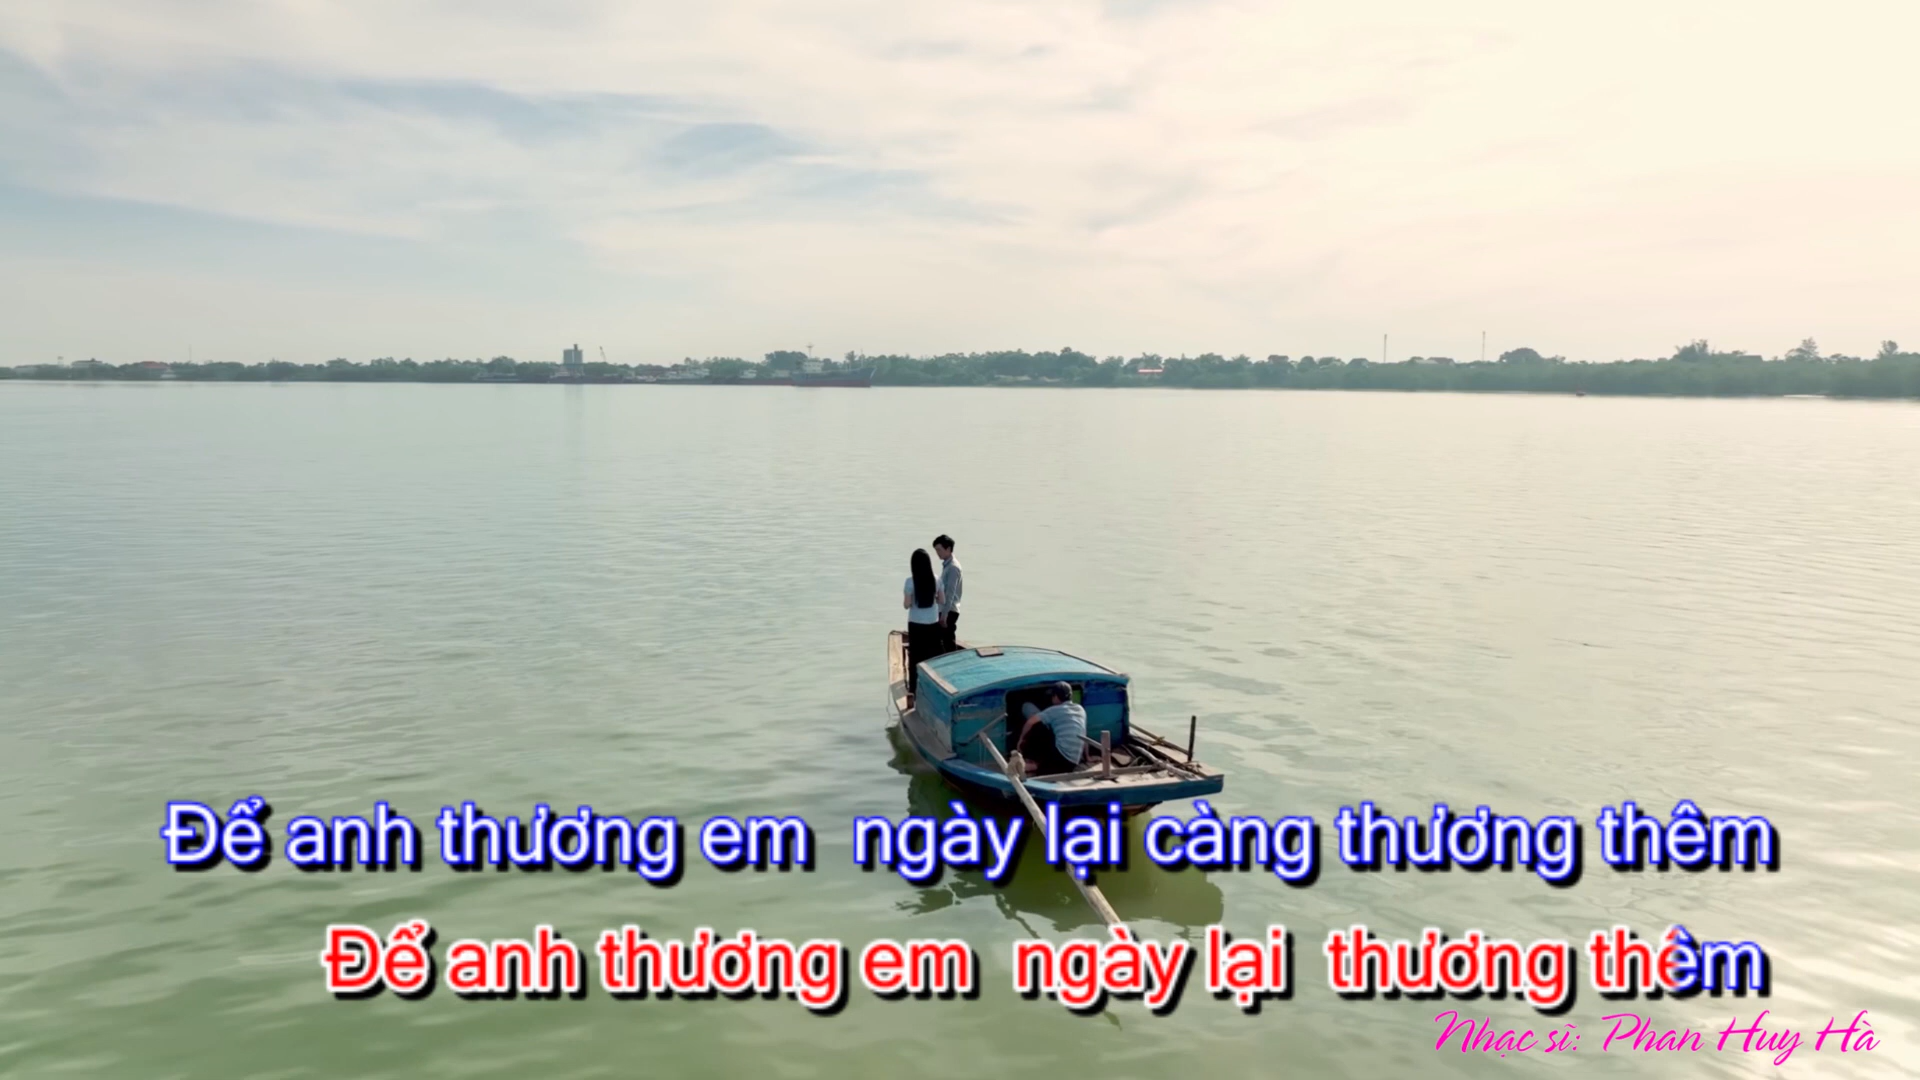 Để anh thương em ngày lại càng thương thêm
Để anh thương em ngày lại thương thêm
Nhạc sĩ: Phan Huy Hà